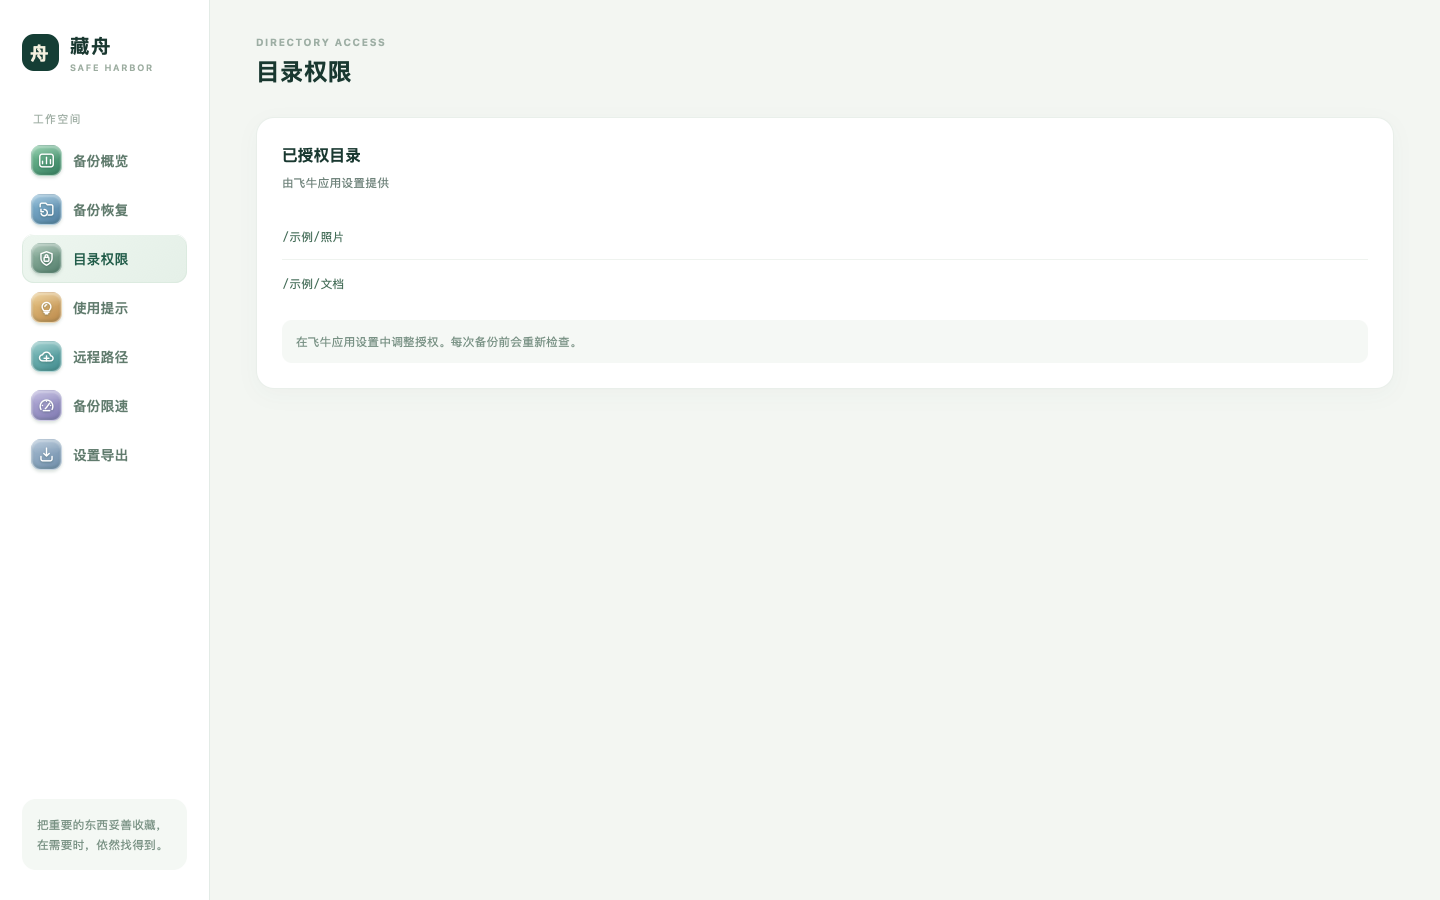 舟
藏舟
SAFE HARBOR
工作空间
备份概览
备份恢复
目录权限
使用提示
远程路径
备份限速
设置导出
把重要的东西妥善收藏，
在需要时，依然找得到。
DIRECTORY ACCESS
目录权限
已授权目录
由飞牛应用设置提供
/示例/照片
/示例/文档
在飞牛应用设置中调整授权。每次备份前会重新检查。